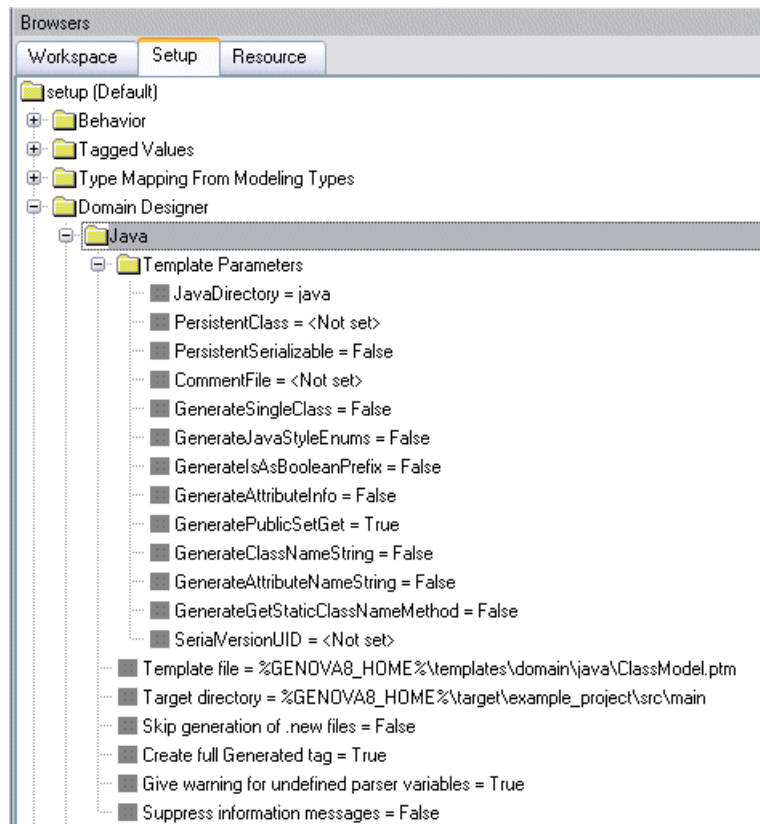 Browsers
Workspace Setup Resource
setup (Default)
Behavior
Tagged Values
Type Mapping From Modeling Types
Domain Designer
Java
Template Parameters
JavaDirectory = java
PersistentClass = <Not set>
PersistentSerializable = False
CommentFile = <Not set>
GenerateSingleClass = False
GenerateJavaStyleEnums = False
GenerateIsAsBooleanPrefix = False
GenerateAttributeInfo = False
GeneratePublicSetGet = True
GenerateClassNameString = False
GenerateAttributeNameString = False
GenerateGetStaticClassNameMethod = False
SerialVersionUID = <Not set>
Template file = %GENOVA8_HOME%\templates\domain\java\ClassModel.ptm
Target directory = %GENOVA8_HOME%\target\example_project\src\main
Skip generation of .new files = False
Create full Generated tag = True
Give warning for undefined parser variables = True
Suppress information messages = False